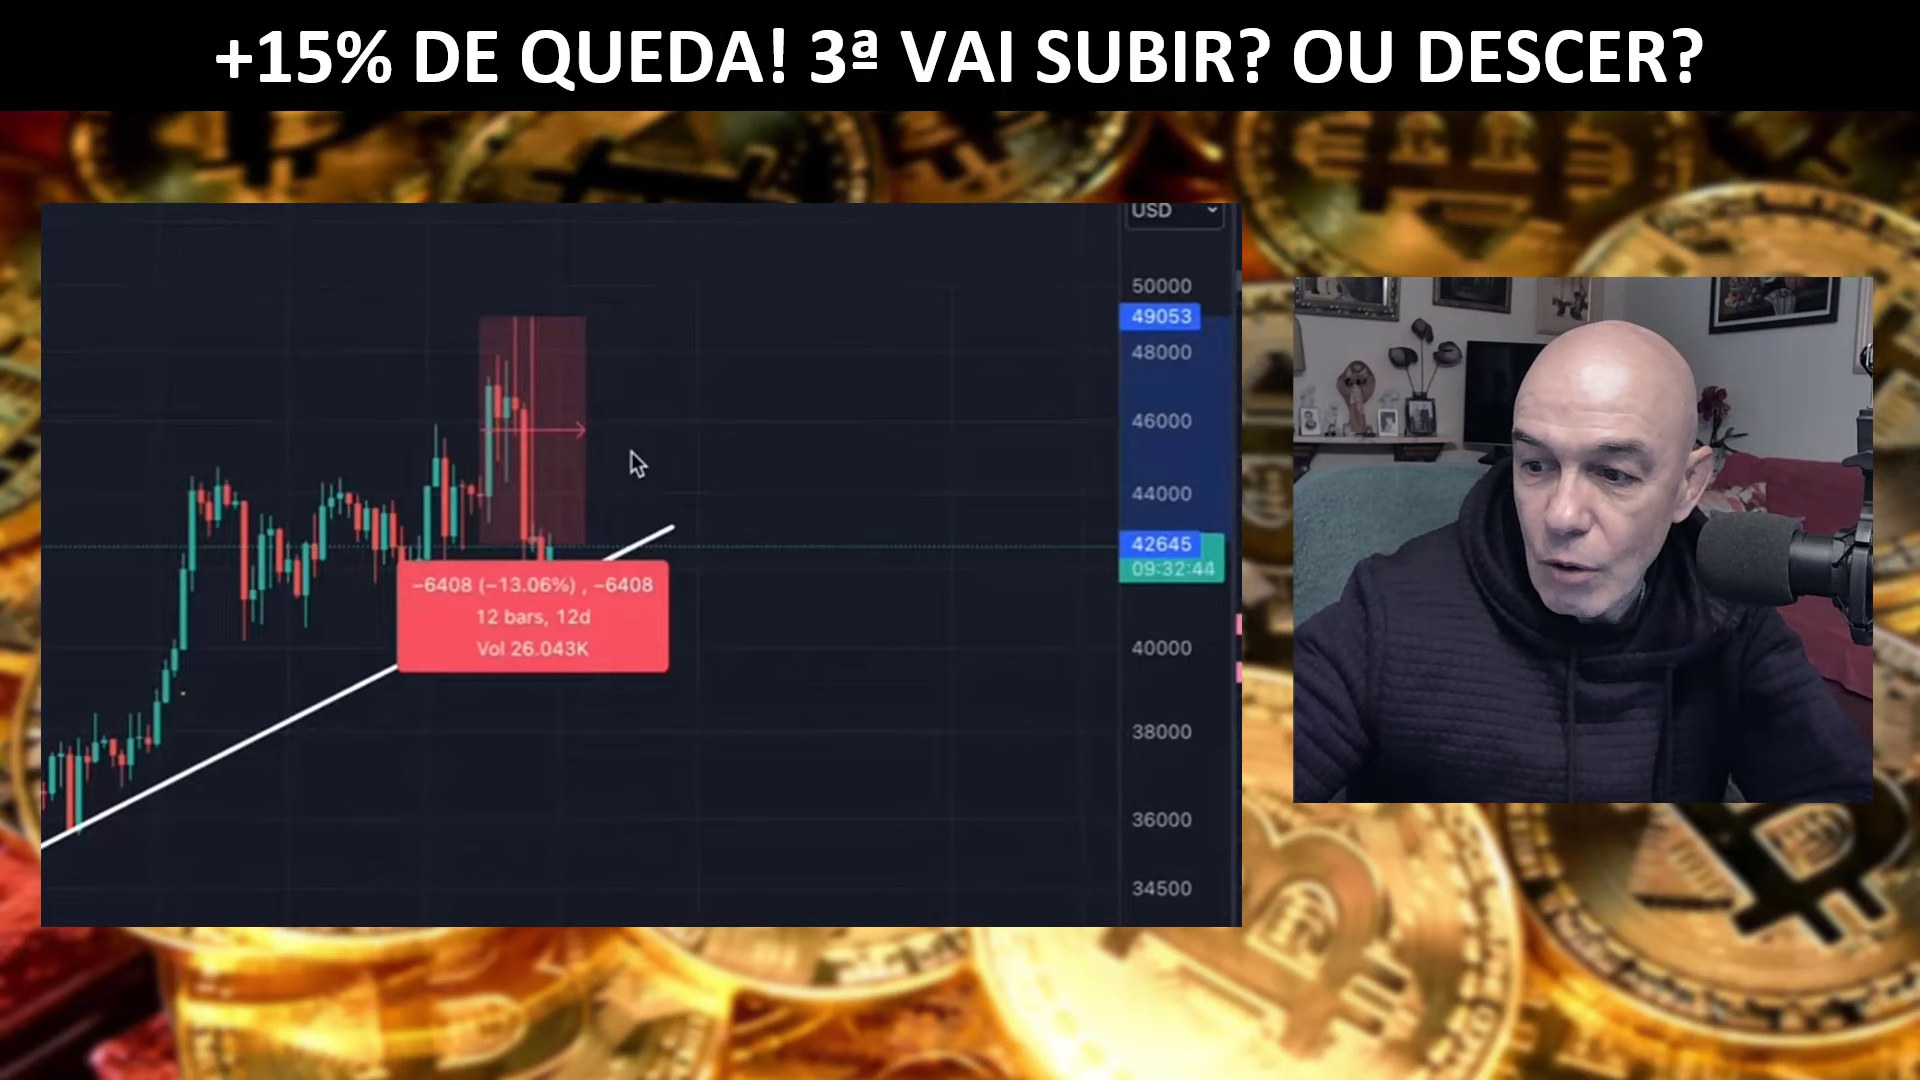 +15% DE QUEDA! 3ª VAI SUBIR? OU DESCER?
USD
50000
49053
48000
46000
44000
42645
09:32:44
−6408 (−13.06%) , −6408
12 bars, 12d
Vol 26.043K
40000
38000
36000
34500